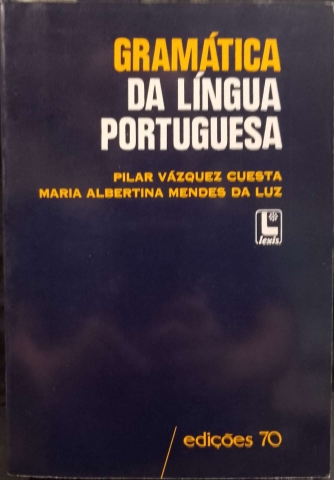 GRAMÁTICA
DA LÍNGUA
PORTUGUESA
PILAR VÁZQUEZ CUESTA
MARIA ALBERTINA MENDES DA LUZ
L
lexis
edições 70